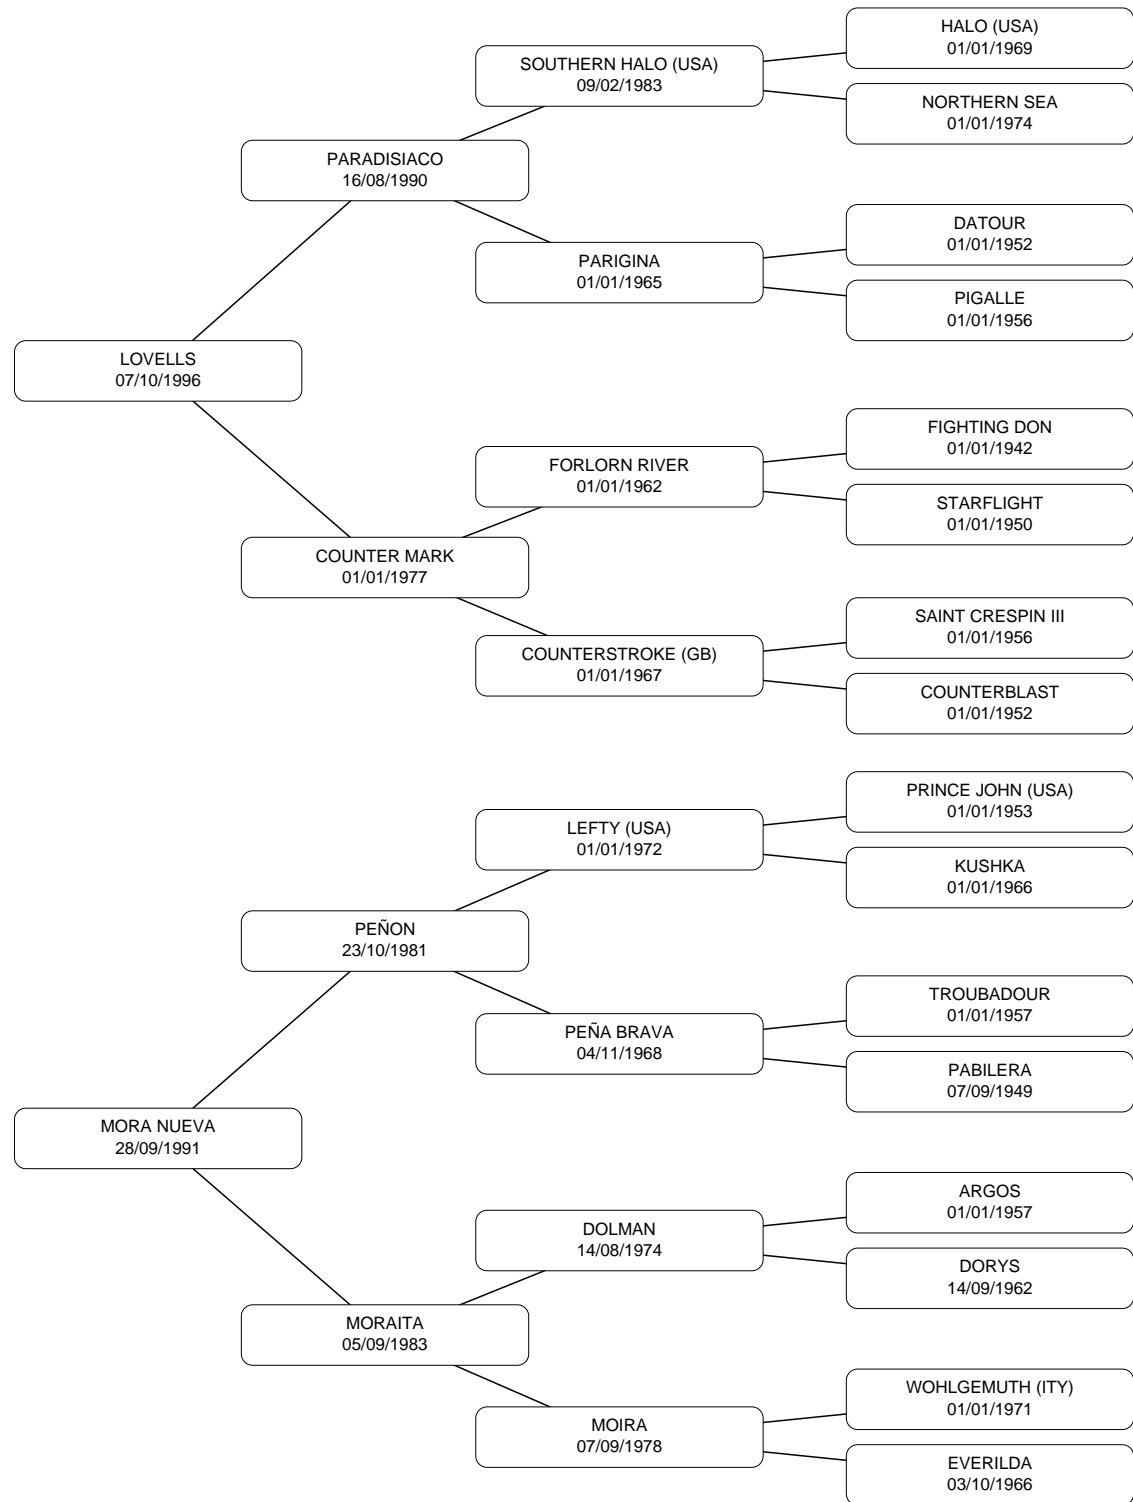 HALO (USA)
01/01/1969
SOUTHERN HALO (USA)
09/02/1983
NORTHERN SEA
01/01/1974
PARADISIACO
16/08/1990
DATOUR
01/01/1952
PARIGINA
01/01/1965
PIGALLE
01/01/1956
LOVELLS
07/10/1996
FIGHTING DON
01/01/1942
FORLORN RIVER
01/01/1962
STARFLIGHT
01/01/1950
COUNTER MARK
01/01/1977
SAINT CRESPIN III
01/01/1956
COUNTERSTROKE (GB)
01/01/1967
COUNTERBLAST
01/01/1952
PRINCE JOHN (USA)
01/01/1953
LEFTY (USA)
01/01/1972
KUSHKA
01/01/1966
PEÑON
23/10/1981
TROUBADOUR
01/01/1957
PEÑA BRAVA
04/11/1968
PABILERA
07/09/1949
MORA NUEVA
28/09/1991
ARGOS
01/01/1957
DOLMAN
14/08/1974
DORYS
14/09/1962
MORAITA
05/09/1983
WOHLGEMUTH (ITY)
01/01/1971
MOIRA
07/09/1978
EVERILDA
03/10/1966